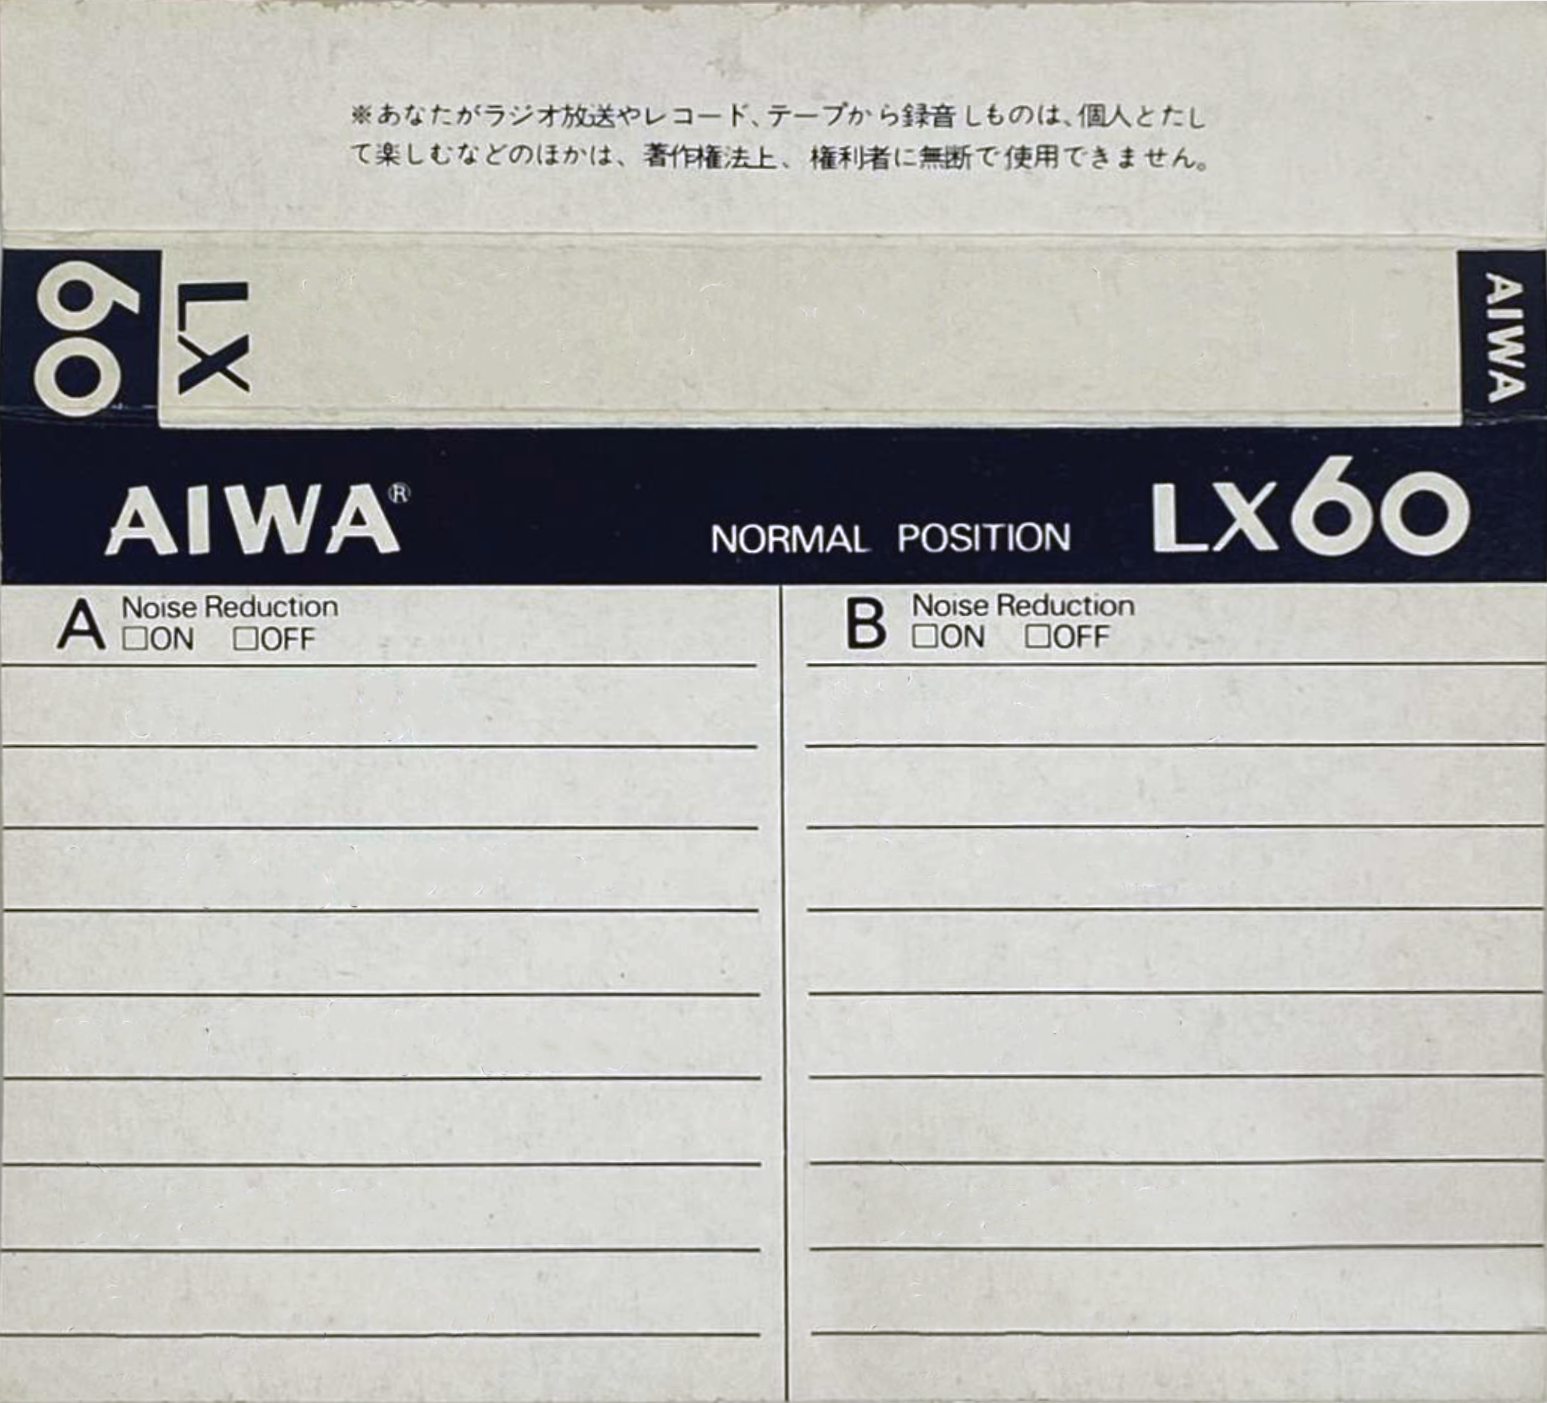 ※あなたがラジオ放送やレコード、テープから録音しものは、個人とたし
て楽しむなどのほかは、著作権法上、権利者に無断で使用できません。
60 LX AIWA
AIWA® NORMAL POSITION LX60
A Noise Reduction
□ON □OFF
B Noise Reduction
□ON □OFF